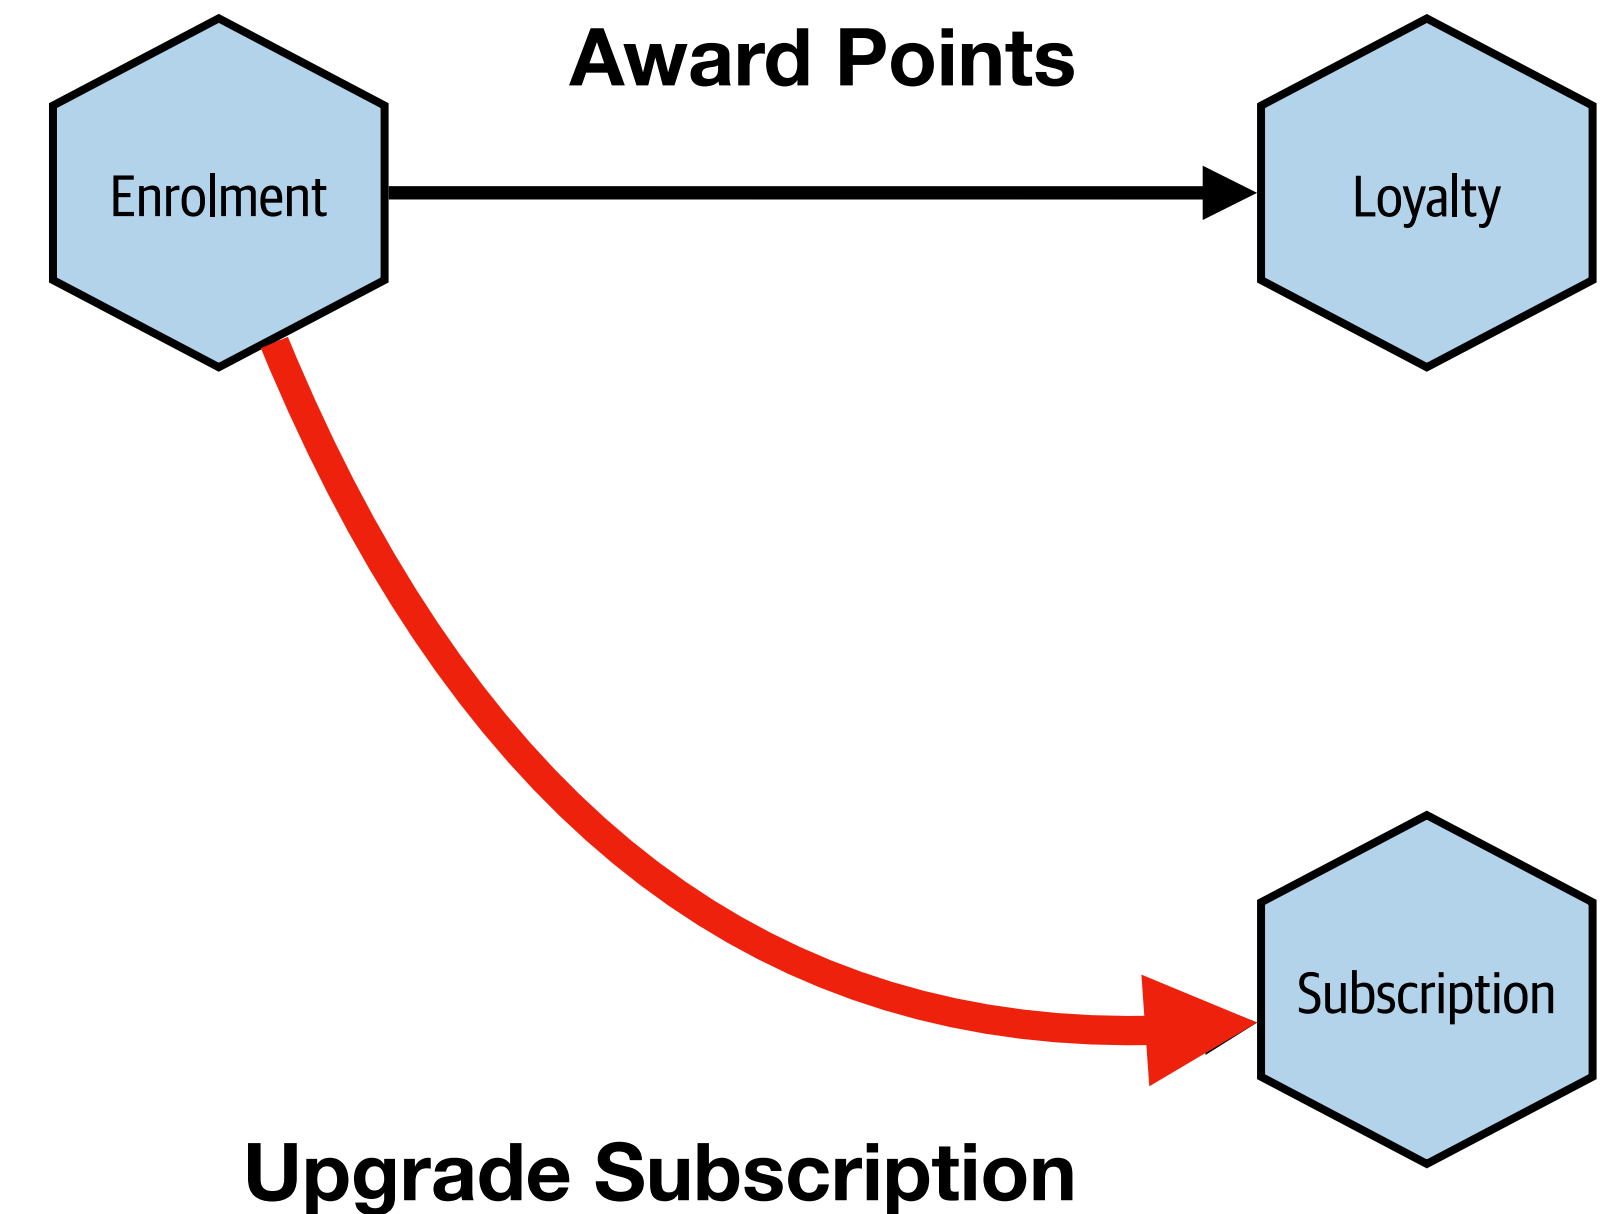 Award Points
Enrolment
Loyalty
Subscription
Upgrade Subscription